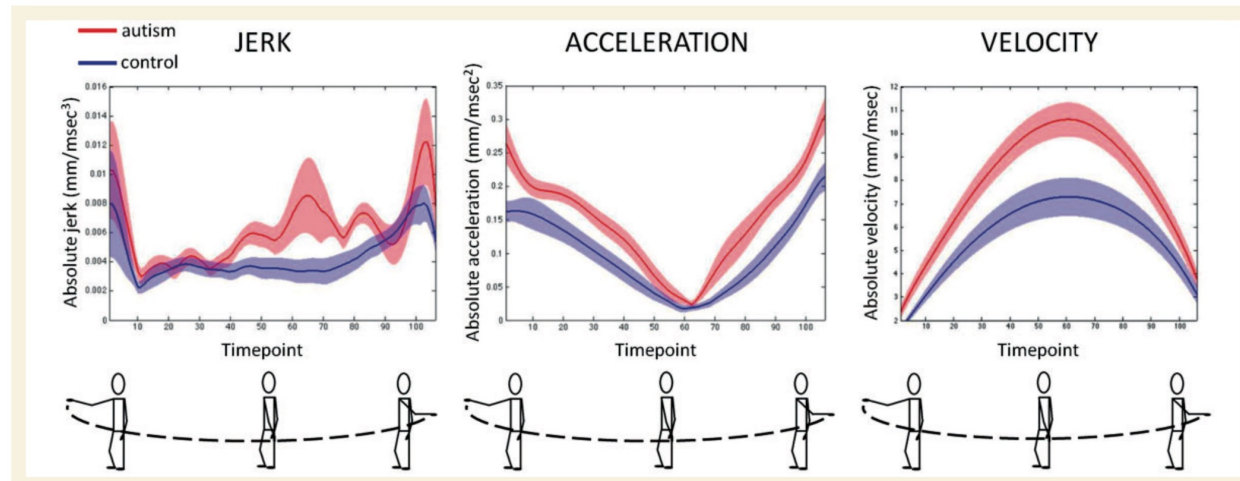 autism
control
JERK
ACCELERATION
VELOCITY
Absolute jerk (mm/msec³)
0.016
0.014
0.012
0.01
0.008
0.006
0.004
0.002
0
10 20 30 40 50 60 70 80 90 100
Timepoint
Absolute acceleration (mm/msec²)
0.35
0.3
0.25
0.2
0.15
0.1
0.05
0
10 20 30 40 50 60 70 80 90 100
Timepoint
Absolute velocity (mm/msec)
12
11
10
9
8
7
6
5
4
3
2
10 20 30 40 50 60 70 80 90 100
Timepoint